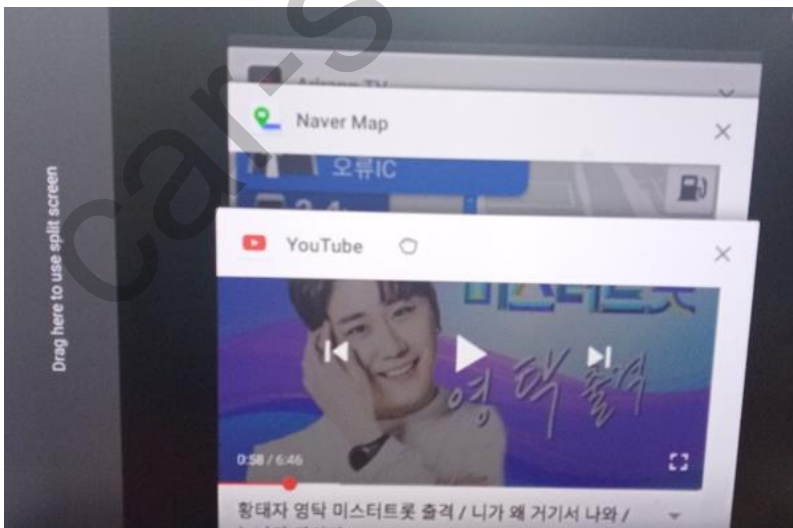 Arirang TV
Naver Map
오류IC
YouTube
미스터트롯
영탁 출격
0:58 / 6:46
황태자 영탁 미스터트롯 출격 / 니가 왜 거기서 나와 /
Drag here to use split screen
car-s